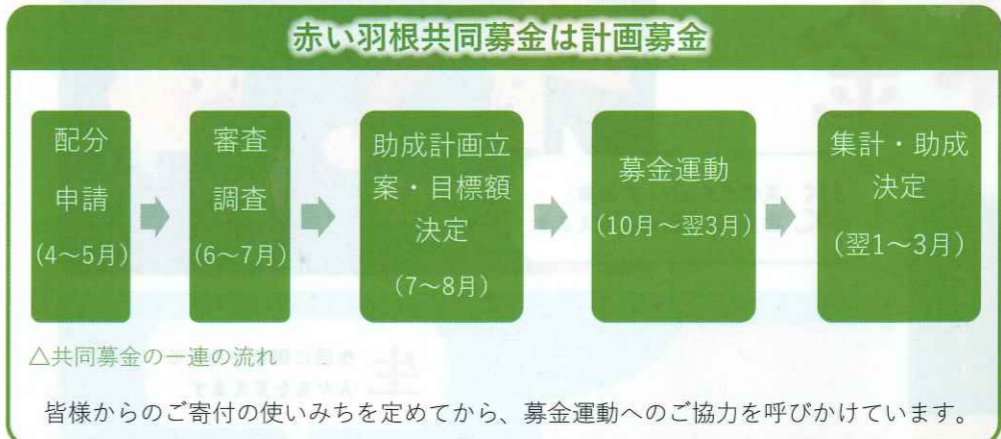 赤い羽根共同募金は計画募金
配分
申請
(4～5月)
審査
調査
(6～7月)
助成計画立
案・目標額
決定
(7～8月)
募金運動
(10月～翌3月)
集計・助成
決定
(翌1～3月)
△共同募金の一連の流れ
皆様からのご寄付の使いみちを定めてから、募金運動へのご協力を呼びかけています。